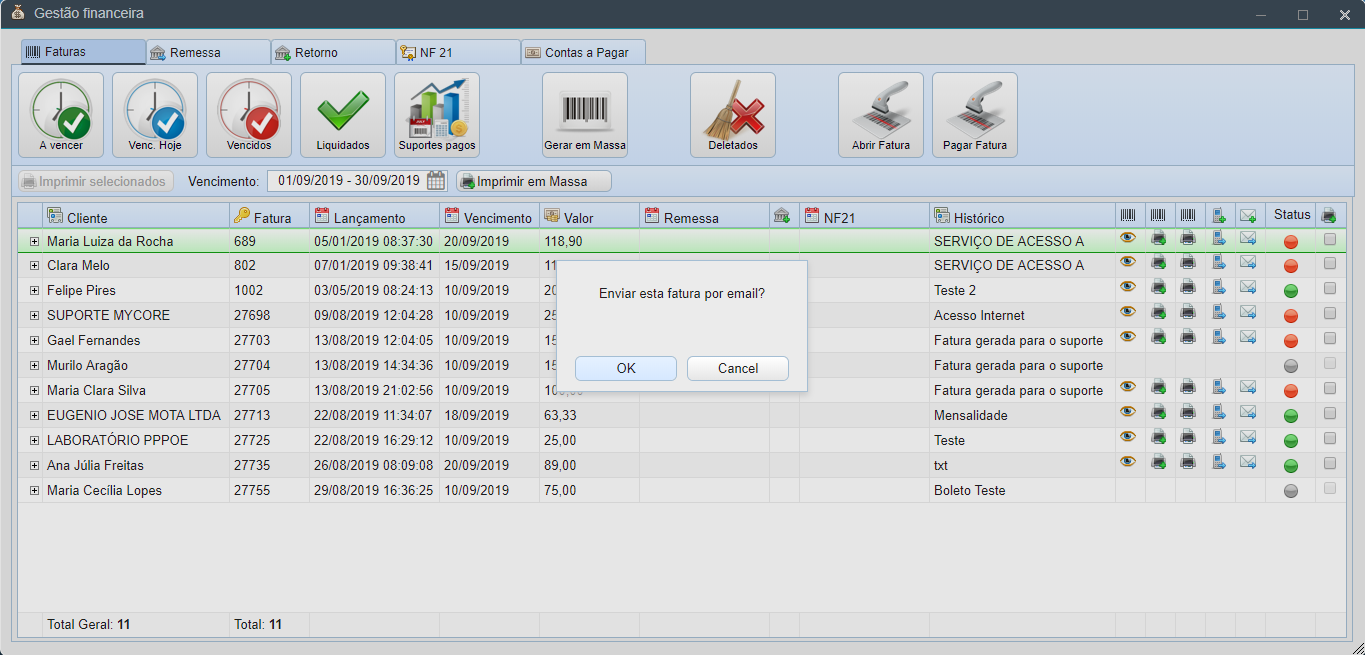 Gestão financeira
Faturas Remessa Retorno NF 21 Contas a Pagar
A vencer Venc. Hoje Vencidos Liquidados Suportes pagos Gerar em Massa Deletados Abrir Fatura Pagar Fatura
Imprimir selecionados Vencimento: 01/09/2019 - 30/09/2019 Imprimir em Massa
Cliente Fatura Lançamento Vencimento Valor Remessa NF21 Histórico Status
Maria Luiza da Rocha 689 05/01/2019 08:37:30 20/09/2019 118,90 SERVIÇO DE ACESSO A
Clara Melo 802 07/01/2019 09:38:41 15/09/2019 SERVIÇO DE ACESSO A
Felipe Pires 1002 03/05/2019 08:24:13 10/09/2019 Teste 2
SUPORTE MYCORE 27698 09/08/2019 12:04:28 10/09/2019 Acesso Internet
Gael Fernandes 27703 13/08/2019 12:04:05 10/09/2019 Fatura gerada para o suporte
Murilo Aragão 27704 13/08/2019 14:34:36 10/09/2019 Fatura gerada para o suporte
Maria Clara Silva 27705 13/08/2019 21:02:56 10/09/2019 Fatura gerada para o suporte
EUGENIO JOSE MOTA LTDA 27713 22/08/2019 11:34:07 18/09/2019 63,33 Mensalidade
LABORATÓRIO PPPOE 27725 22/08/2019 16:29:12 10/09/2019 25,00 Teste
Ana Júlia Freitas 27735 26/08/2019 08:09:08 20/09/2019 89,00 txt
Maria Cecília Lopes 27755 29/08/2019 16:36:25 10/09/2019 75,00 Boleto Teste
Enviar esta fatura por email?
OK Cancel
Total Geral: 11 Total: 11